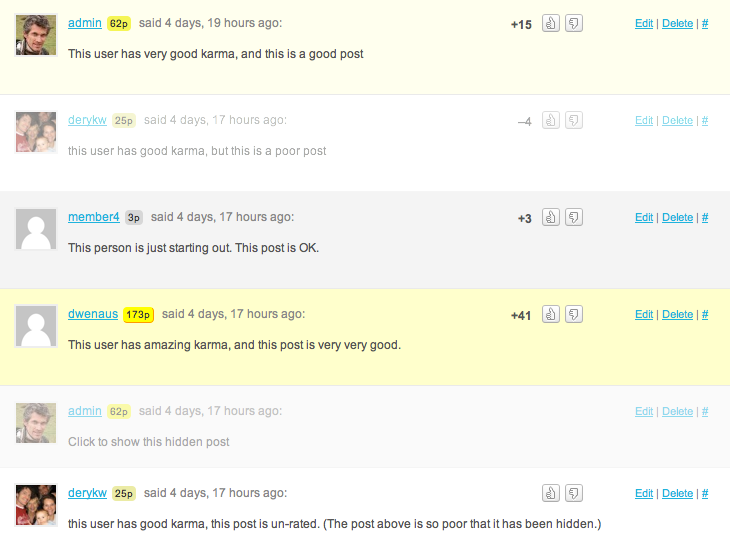 admin 62p said 4 days, 19 hours ago: +15 Edit | Delete | #
This user has very good karma, and this is a good post
derykw 25p said 4 days, 17 hours ago: –4 Edit | Delete | #
this user has good karma, but this is a poor post
member4 3p said 4 days, 17 hours ago: +3 Edit | Delete | #
This person is just starting out. This post is OK.
dwenaus 173p said 4 days, 17 hours ago: +41 Edit | Delete | #
This user has amazing karma, and this post is very very good.
admin 62p said 4 days, 17 hours ago: Edit | Delete | #
Click to show this hidden post
derykw 25p said 4 days, 17 hours ago: Edit | Delete | #
this user has good karma, this post is un-rated. (The post above is so poor that it has been hidden.)